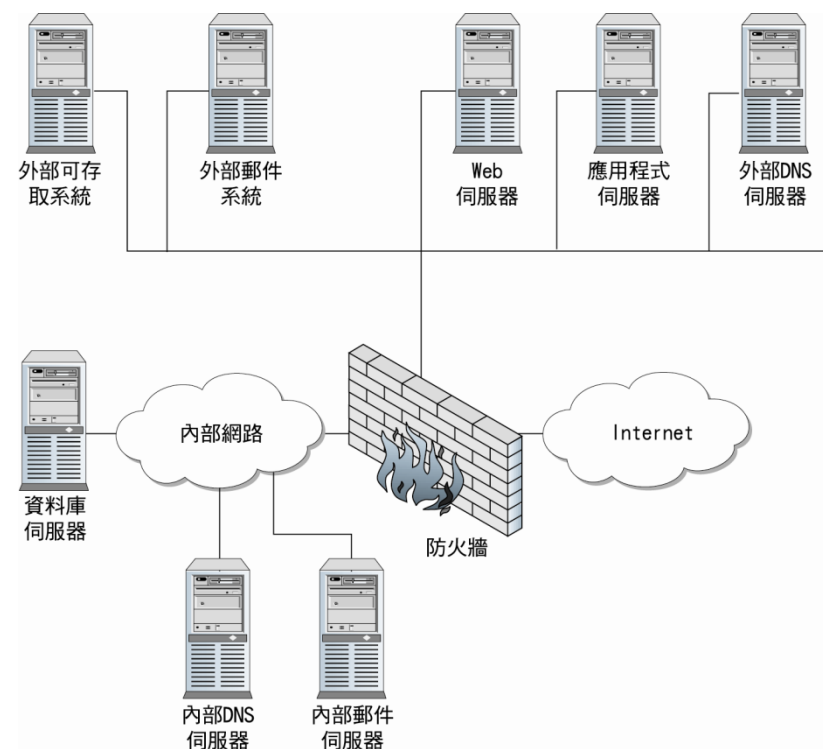 外部可存
取系統
外部郵件
系統
Web
伺服器
應用程式
伺服器
外部DNS
伺服器
內部網路
Internet
資料庫
伺服器
防火牆
內部DNS
伺服器
內部郵件
伺服器